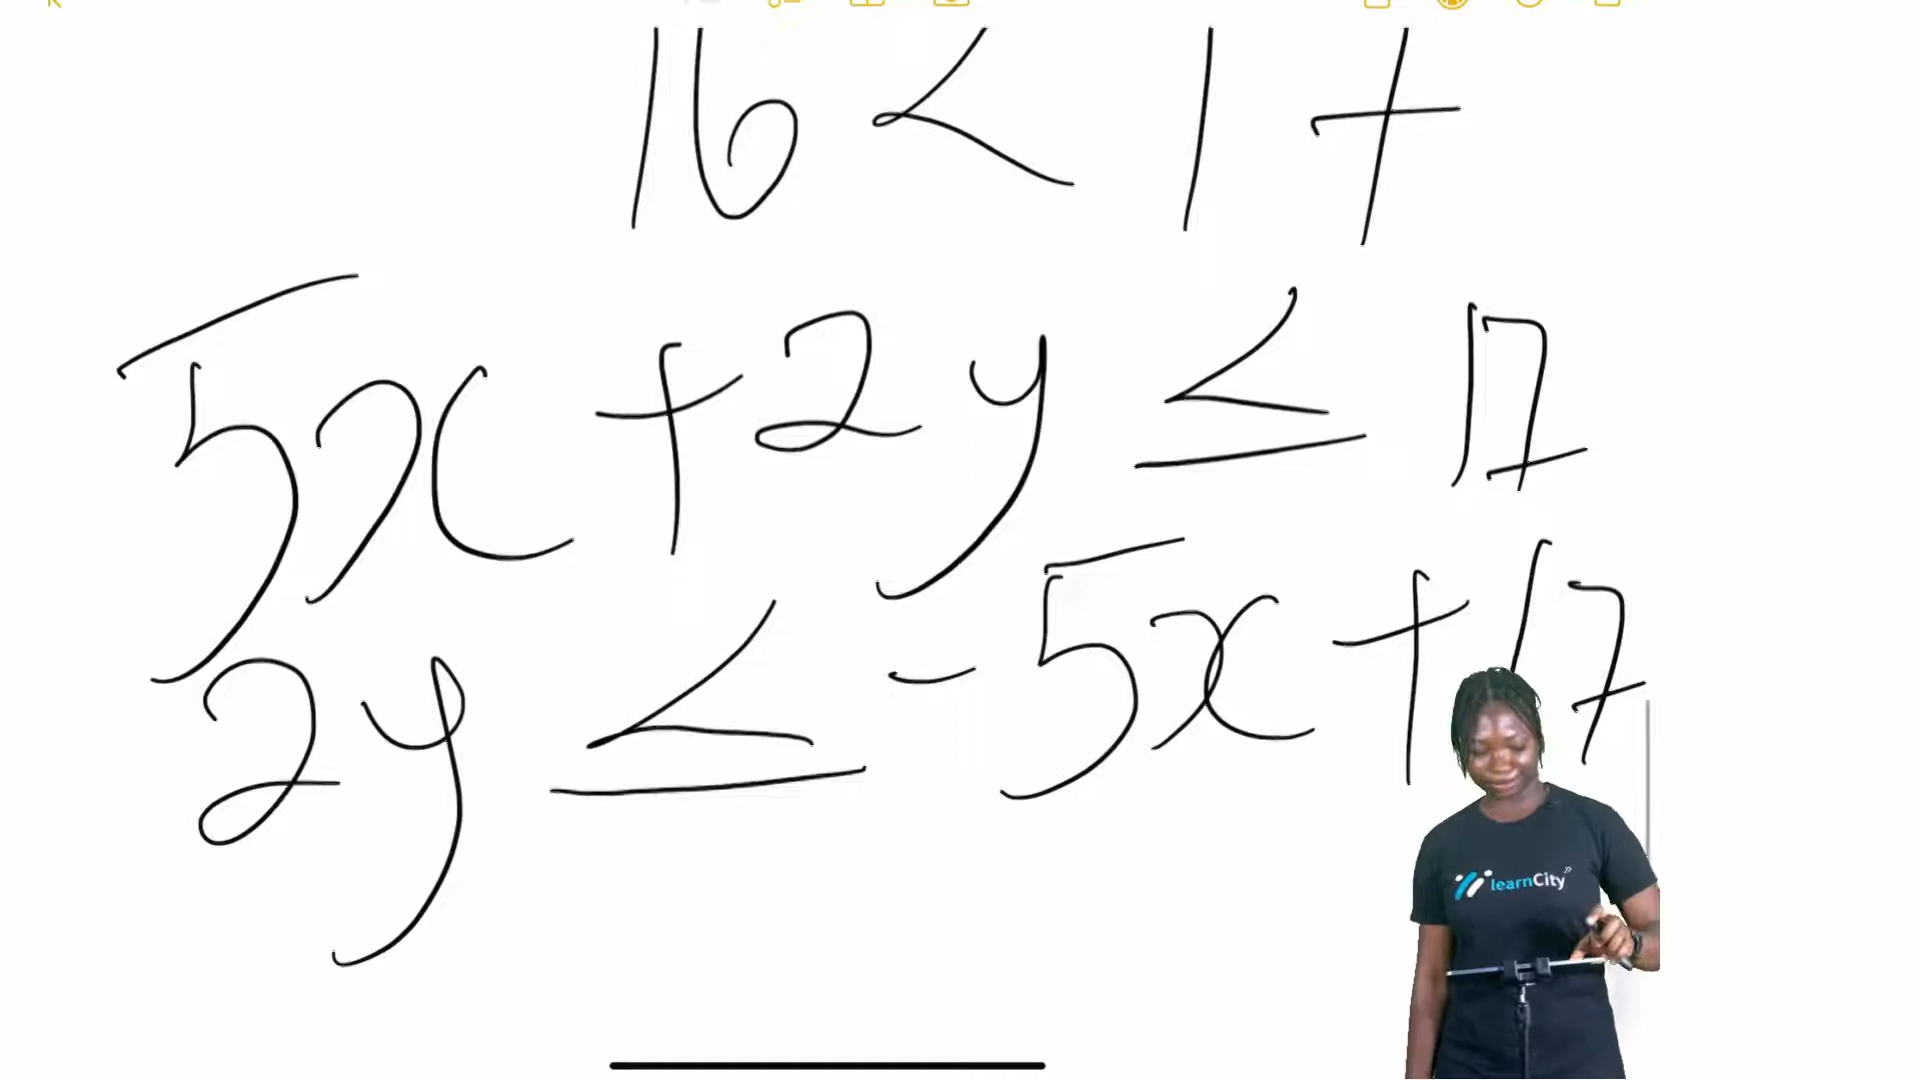 16 < 17
5x + 2y ≤ 17
2y ≤ -5x + 17
learnCity